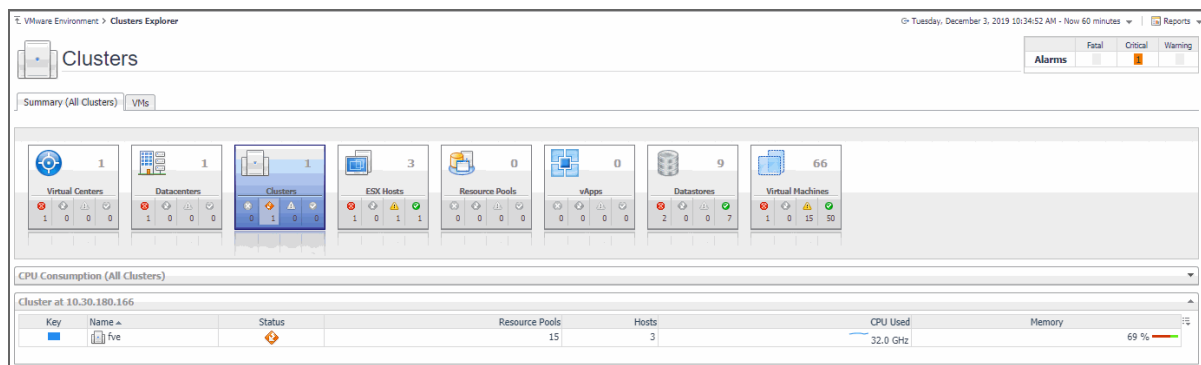 VMware Environment > Clusters Explorer
Tuesday, December 3, 2019 10:34:52 AM - Now 60 minutes | Reports
Clusters
Fatal Critical Warning
Alarms 1
Summary (All Clusters) VMs
1 1 1 3 0 0 9 66
Virtual Centers Datacenters Clusters ESX Hosts Resource Pools vApps Datastores Virtual Machines
1 0 0 0 1 0 0 0 0 1 0 0 1 0 1 1 0 0 0 0 0 0 0 0 2 0 0 7 1 0 15 50
CPU Consumption (All Clusters)
Cluster at 10.30.180.166
Key Name Status Resource Pools Hosts CPU Used Memory
fve 15 3 32.0 GHz 69 %